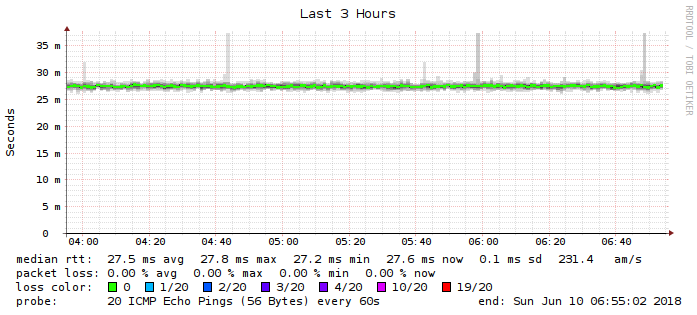 Last 3 Hours
RRDTOOL / TOBI OETIKER
Seconds
35 m
30 m
25 m
20 m
15 m
10 m
5 m
0
04:00 04:20 04:40 05:00 05:20 05:40 06:00 06:20 06:40
median rtt: 27.5 ms avg 27.8 ms max 27.2 ms min 27.6 ms now 0.1 ms sd 231.4 am/s
packet loss: 0.00 % avg 0.00 % max 0.00 % min 0.00 % now
loss color: 0 1/20 2/20 3/20 4/20 10/20 19/20
probe: 20 ICMP Echo Pings (56 Bytes) every 60s end: Sun Jun 10 06:55:02 2018